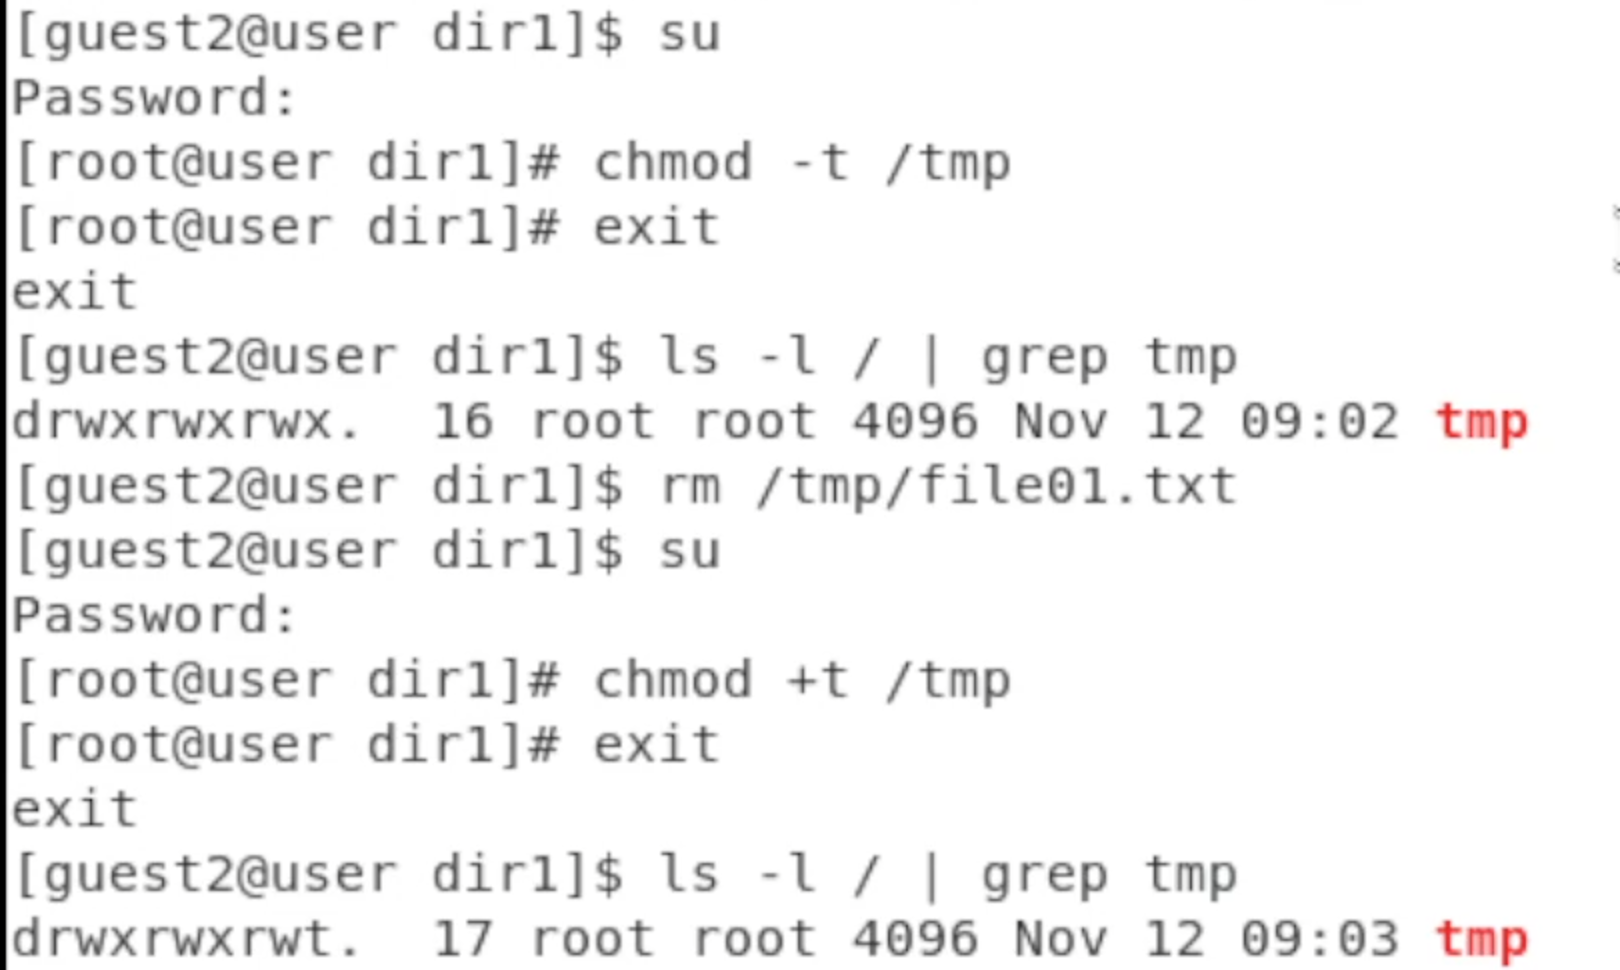 [guest2@user dir1]$ su
Password:
[root@user dir1]# chmod -t /tmp
[root@user dir1]# exit
exit
[guest2@user dir1]$ ls -l / | grep tmp
drwxrwxrwx.  16 root root 4096 Nov 12 09:02 tmp
[guest2@user dir1]$ rm /tmp/file01.txt
[guest2@user dir1]$ su
Password:
[root@user dir1]# chmod +t /tmp
[root@user dir1]# exit
exit
[guest2@user dir1]$ ls -l / | grep tmp
drwxrwxrwt.  17 root root 4096 Nov 12 09:03 tmp